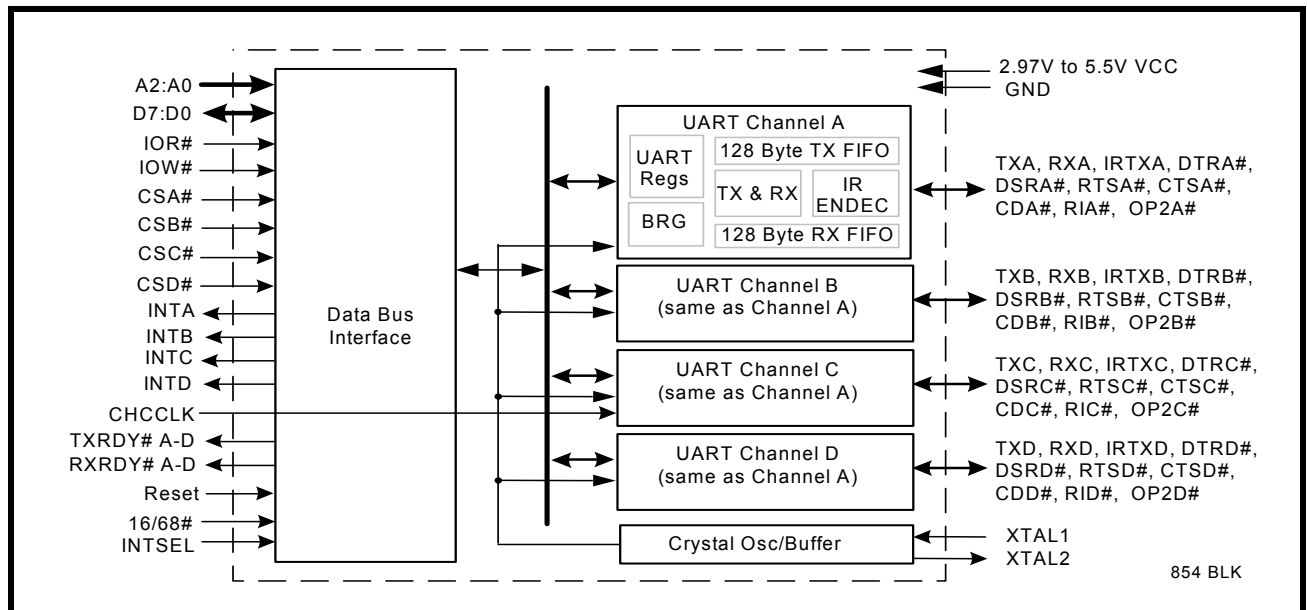 A2:A0
D7:D0
IOR#
IOW#
CSA#
CSB#
CSC#
CSD#
INTA
INTB
INTC
INTD
CHCCLK
TXRDY# A-D
RXRDY# A-D
Reset
16/68#
INTSEL
Data Bus
Interface
UART Channel A
UART
Regs
BRG
128 Byte TX FIFO
TX & RX
IR
ENDEC
128 Byte RX FIFO
UART Channel B
(same as Channel A)
UART Channel C
(same as Channel A)
UART Channel D
(same as Channel A)
Crystal Osc/Buffer
2.97V to 5.5V VCC
GND
TXA, RXA, IRTXA, DTRA#,
DSRA#, RTSA#, CTSA#,
CDA#, RIA#, OP2A#
TXB, RXB, IRTXB, DTRB#,
DSRB#, RTSB#, CTSB#,
CDB#, RIB#, OP2B#
TXC, RXC, IRTXC, DTRC#,
DSRC#, RTSC#, CTSC#,
CDC#, RIC#, OP2C#
TXD, RXD, IRTXD, DTRD#,
DSRD#, RTSD#, CTSD#,
CDD#, RID#, OP2D#
XTAL1
XTAL2
854 BLK